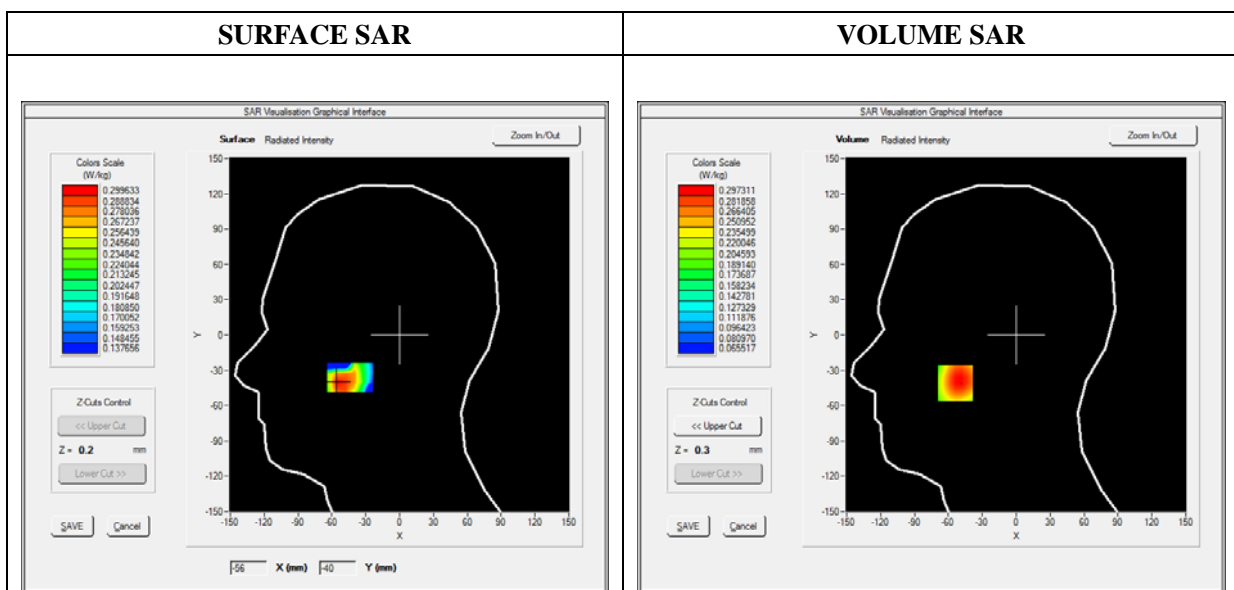 SURFACE SAR
SAR Visualisation Graphical Interface
Surface Radiated Intensity
Zoom In/Out
Colors Scale
(W/kg)
0.299633
0.288834
0.278036
0.267237
0.256439
0.245640
0.234842
0.224044
0.213245
0.202447
0.191648
0.180850
0.170052
0.159253
0.148455
0.137656
Z-Cuts Control
<< Upper Cut
Z = 0.2 mm
Lower Cut >>
SAVE Cancel
150
120
90
60
30
0
-30
-60
-90
-120
-150
Y
-150 -120 -90 -60 -30 0 30 60 90 120 150
X
-56 X (mm) -40 Y (mm)
VOLUME SAR
SAR Visualisation Graphical Interface
Volume Radiated Intensity
Zoom In/Out
Colors Scale
(W/kg)
0.297311
0.281858
0.266405
0.250952
0.235499
0.220046
0.204593
0.189140
0.173687
0.158234
0.142781
0.127329
0.111876
0.096423
0.080970
0.065517
Z-Cuts Control
<< Upper Cut
Z = 0.3 mm
Lower Cut >>
SAVE Cancel
150
120
90
60
30
0
-30
-60
-90
-120
-150
Y
-150 -120 -90 -60 -30 0 30 60 90 120 150
X